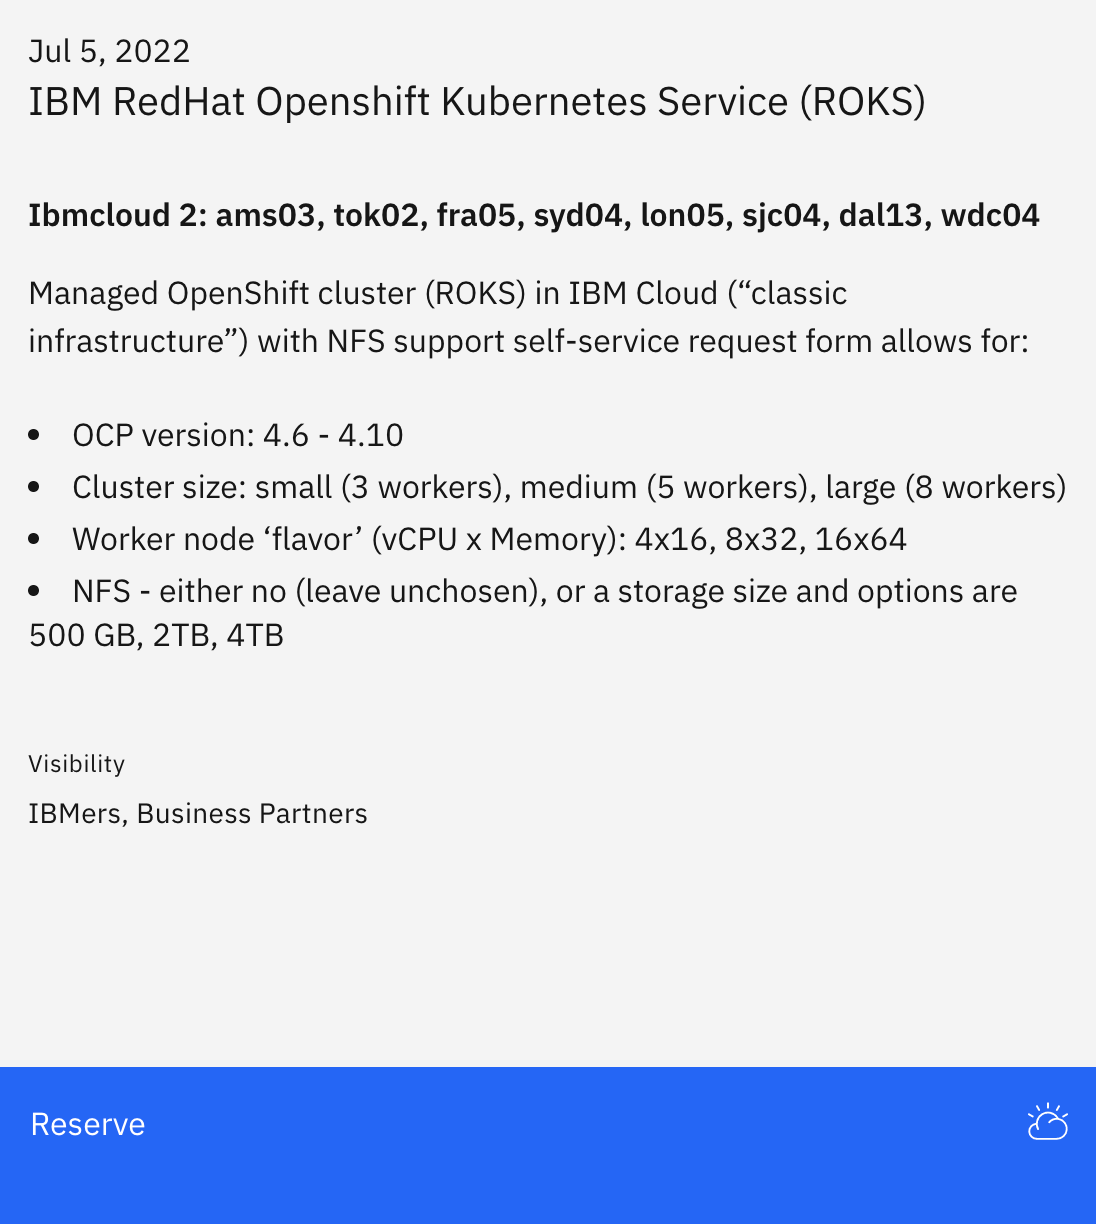 Jul 5, 2022
IBM RedHat Openshift Kubernetes Service (ROKS)
Ibmcloud 2: ams03, tok02, fra05, syd04, lon05, sjc04, dal13, wdc04
Managed OpenShift cluster (ROKS) in IBM Cloud (“classic
infrastructure”) with NFS support self-service request form allows for:
• OCP version: 4.6 - 4.10
• Cluster size: small (3 workers), medium (5 workers), large (8 workers)
• Worker node ‘flavor’ (vCPU x Memory): 4x16, 8x32, 16x64
• NFS - either no (leave unchosen), or a storage size and options are
500 GB, 2TB, 4TB
Visibility
IBMers, Business Partners
Reserve